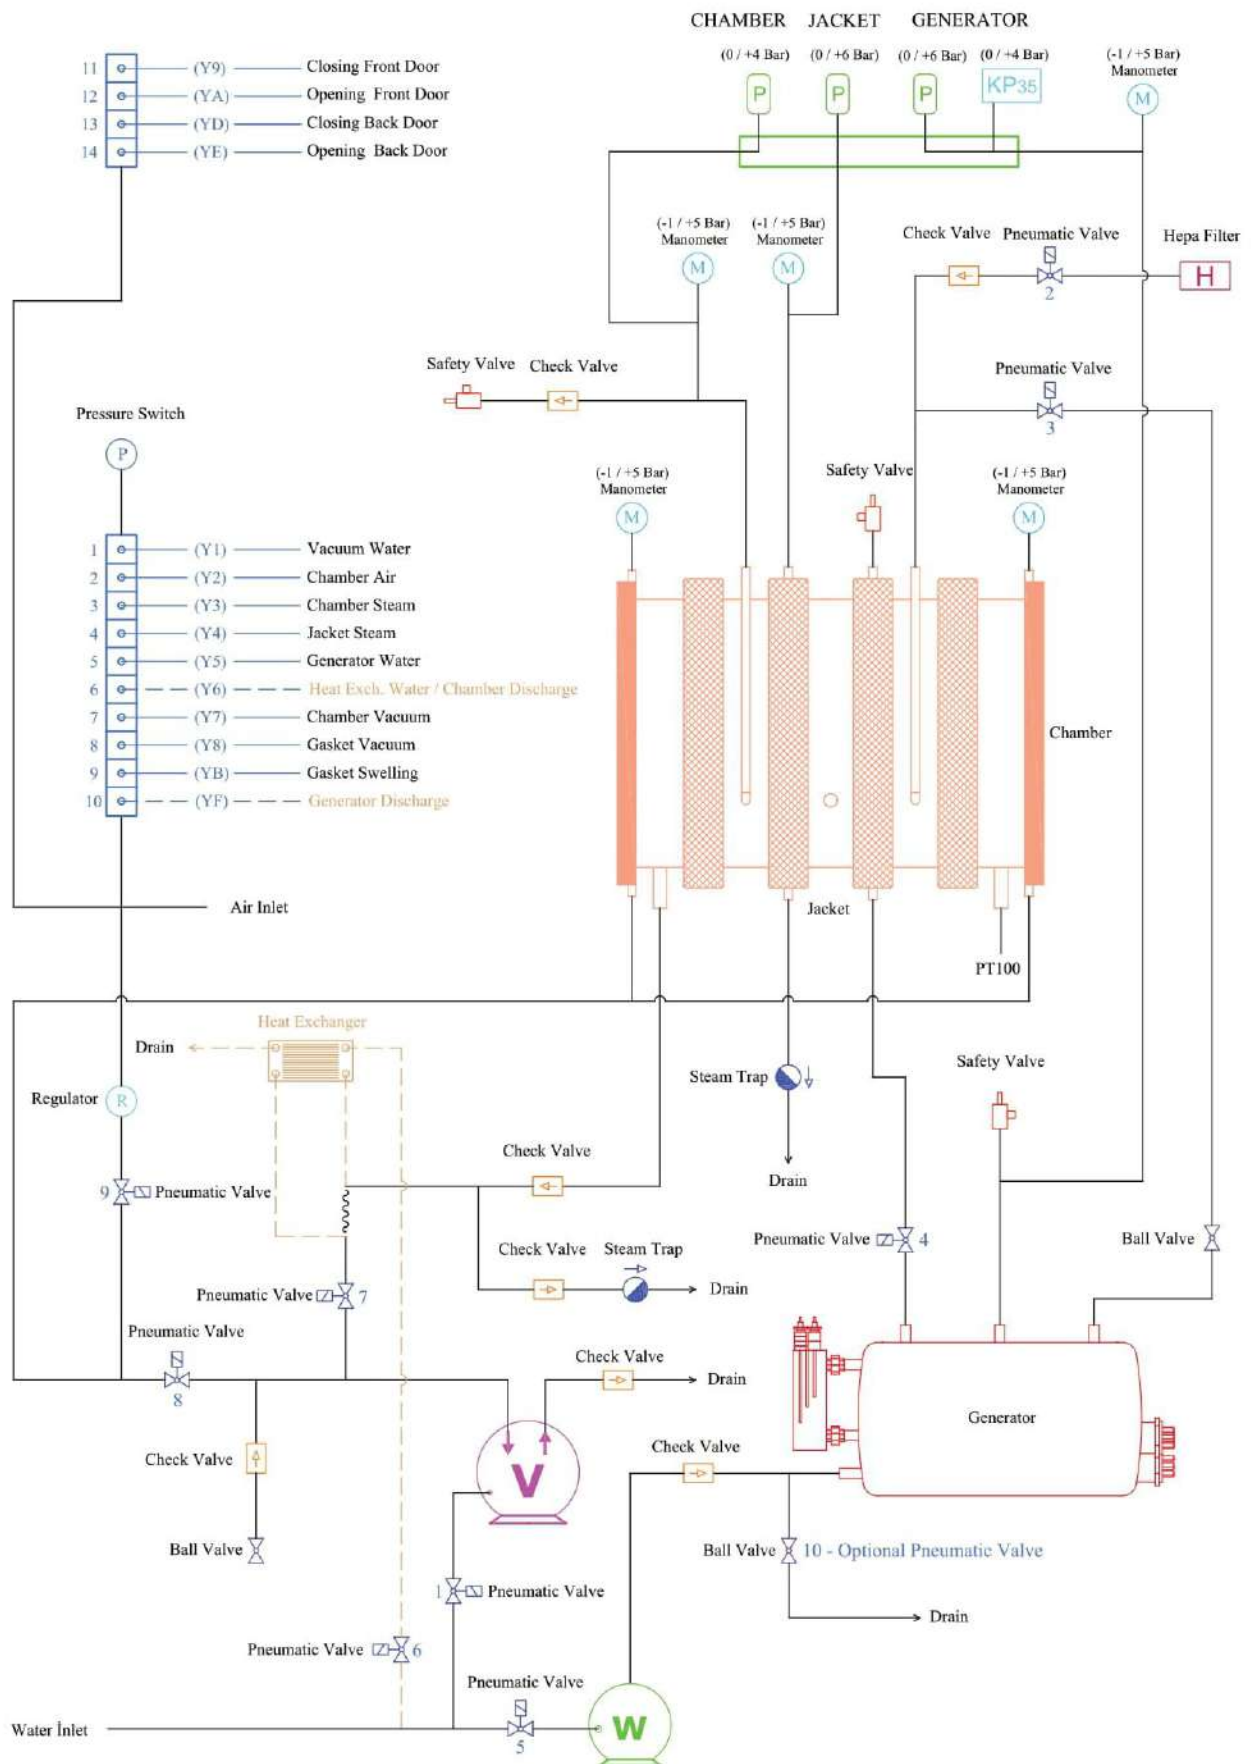 CHAMBER JACKET GENERATOR
(0 / +4 Bar) (0 / +6 Bar) (0 / +6 Bar) (0 / +4 Bar) (-1 / +5 Bar)
Manometer
P P P KP35 M
11 (Y9) Closing Front Door
12 (YA) Opening Front Door
13 (YD) Closing Back Door
14 (YE) Opening Back Door
(-1 / +5 Bar) (-1 / +5 Bar)
Manometer Manometer
M M
Check Valve Pneumatic Valve Hepa Filter
H
2
Safety Valve Check Valve
Pneumatic Valve
3
Pressure Switch
P
(-1 / +5 Bar)
Manometer
M
Safety Valve
(-1 / +5 Bar)
Manometer
M
1 (Y1) Vacuum Water
2 (Y2) Chamber Air
3 (Y3) Chamber Steam
4 (Y4) Jacket Steam
5 (Y5) Generator Water
6 (Y6) Heat Exch. Water / Chamber Discharge
7 (Y7) Chamber Vacuum
8 (Y8) Gasket Vacuum
9 (YB) Gasket Swelling
10 (YF) Generator Discharge
Chamber
Air Inlet
Jacket
PT100
Heat Exchanger
Drain
Regulator R
Steam Trap
Safety Valve
Check Valve
Drain
9 Pneumatic Valve
Pneumatic Valve 4
Ball Valve
Check Valve Steam Trap
Drain
Pneumatic Valve 7
Pneumatic Valve
8
Check Valve
Drain
Generator
Check Valve
V
Check Valve
Ball Valve
Ball Valve 10 - Optional Pneumatic Valve
1 Pneumatic Valve
Drain
Pneumatic Valve 6
Pneumatic Valve
5
Water İnlet
W